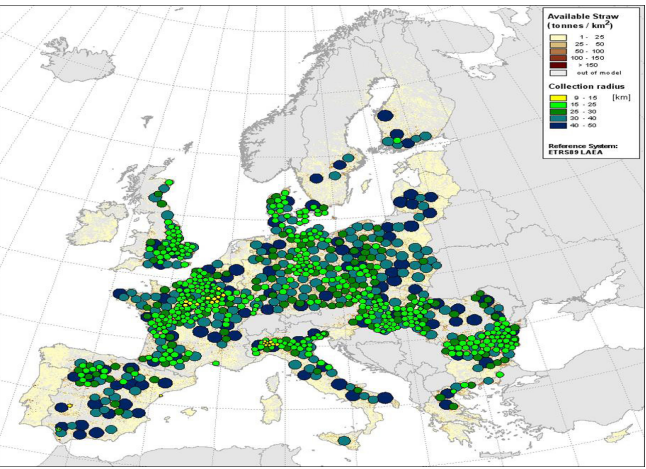 Available Straw
(tonnes / km²)
1 - 25
25 - 50
50 - 100
100 - 150
> 150
out of model
Collection radius
9 - 15 [km]
15 - 25
25 - 30
30 - 40
40 - 50
Reference System:
ETRS89 LAEA